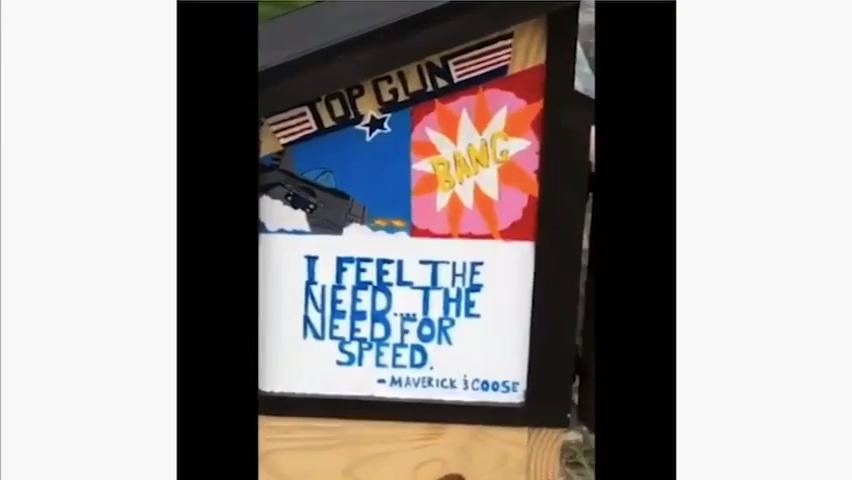 TOP GUN
BANG
I FEEL THE
NEED....THE
NEED FOR
SPEED.
- MAVERICK & GOOSE